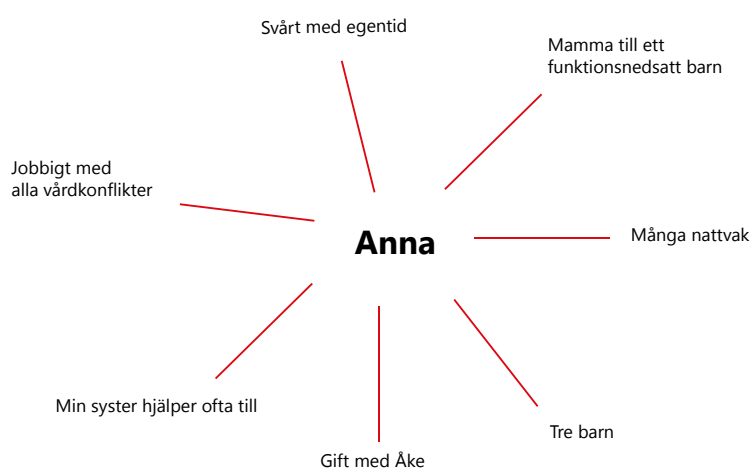 Svårt med egentid
Mamma till ett
funktionsnedsatt barn
Jobbigt med
alla vårdkonflikter
Anna
Många nattvak
Min syster hjälper ofta till
Tre barn
Gift med Åke